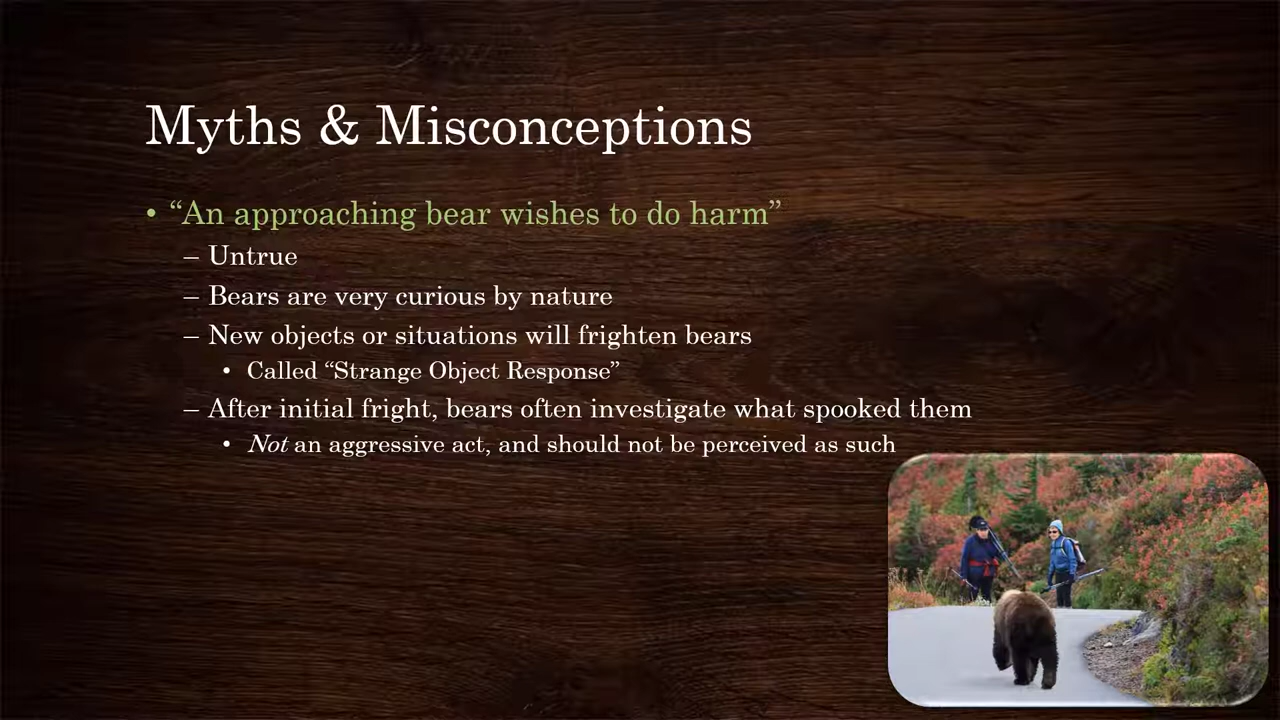 Myths & Misconceptions
• “An approaching bear wishes to do harm”
– Untrue
– Bears are very curious by nature
– New objects or situations will frighten bears
• Called “Strange Object Response”
– After initial fright, bears often investigate what spooked them
• Not an aggressive act, and should not be perceived as such